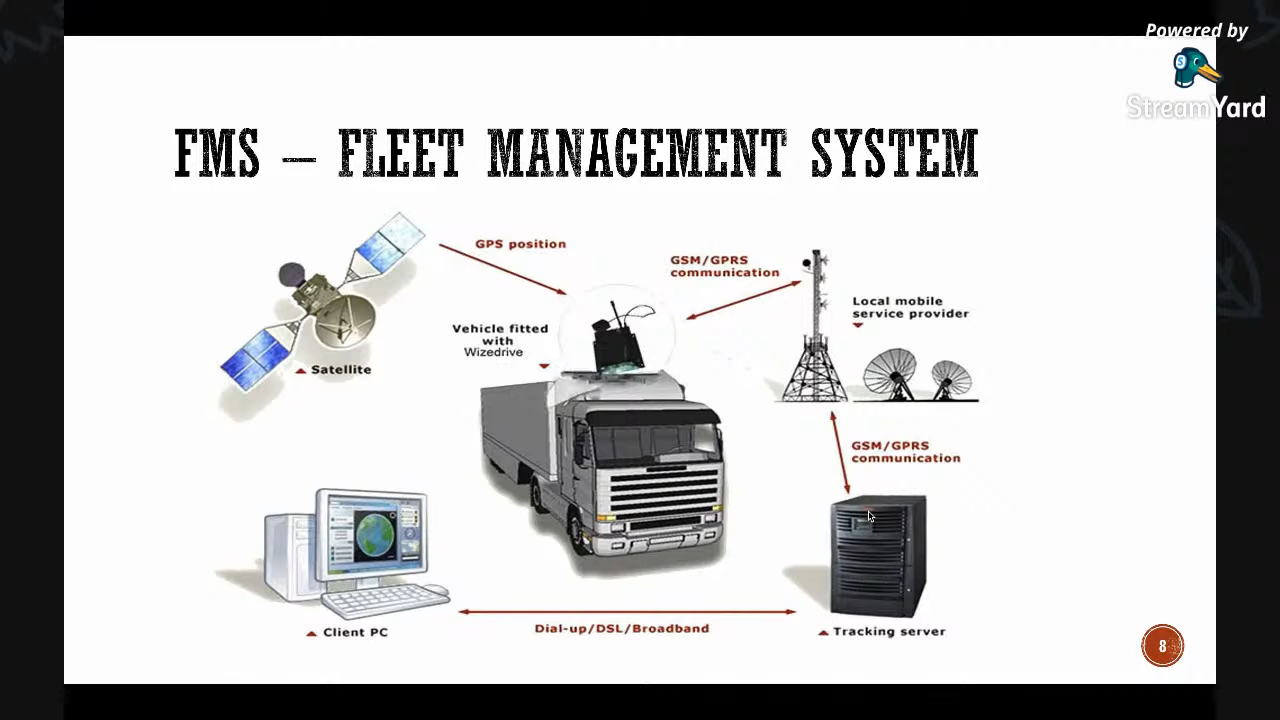 Powered by
StreamYard
FMS – FLEET MANAGEMENT SYSTEM
GPS position
GSM/GPRS
communication
Local mobile
service provider
Vehicle fitted
with
Wizedrive
Satellite
GSM/GPRS
communication
Client PC
Dial-up/DSL/Broadband
Tracking server
8